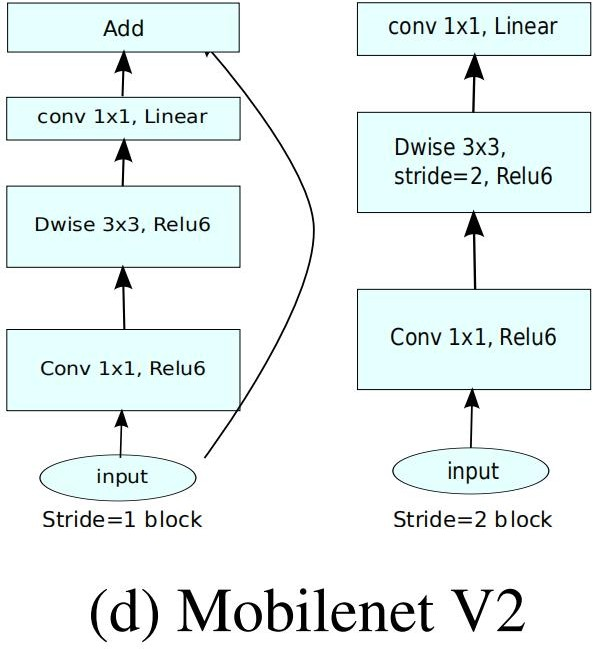 Add
conv 1x1, Linear
Dwise 3x3, Relu6
Conv 1x1, Relu6
input
Stride=1 block
conv 1x1, Linear
Dwise 3x3,
stride=2, Relu6
Conv 1x1, Relu6
input
Stride=2 block
(d) Mobilenet V2